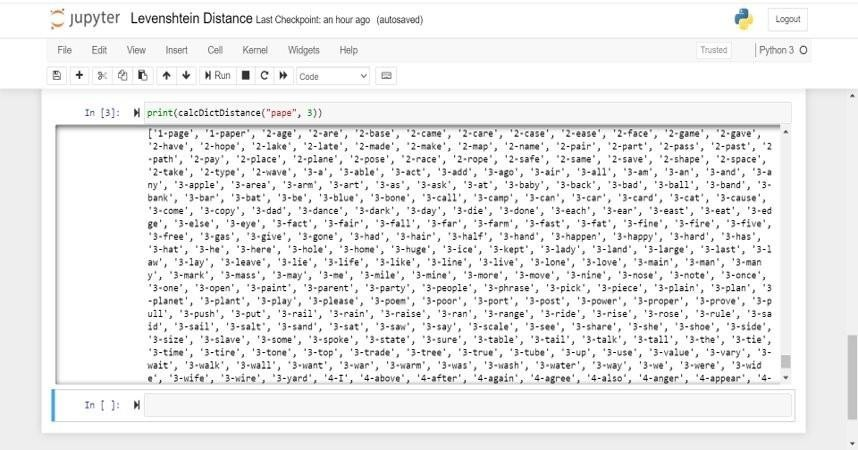 jupyter Levenshtein Distance Last Checkpoint: an hour ago (autosaved)
Logout
File Edit View Insert Cell Kernel Widgets Help
Trusted Python 3
Run Code
In [3]: print(calcDictDistance("pape", 3))
['1-page', '1-paper', '2-age', '2-are', '2-base', '2-came', '2-care', '2-case', '2-ease', '2-face', '2-game', '2-gave',
'2-have', '2-hope', '2-lake', '2-late', '2-made', '2-make', '2-map', '2-name', '2-pair', '2-part', '2-pass', '2-past', '2
-path', '2-pay', '2-place', '2-plane', '2-pose', '2-race', '2-rope', '2-safe', '2-same', '2-save', '2-shape', '2-space',
'2-take', '2-type', '2-wave', '3-a', '3-able', '3-act', '3-add', '3-ago', '3-air', '3-all', '3-am', '3-an', '3-and', '3-a
ny', '3-apple', '3-area', '3-arm', '3-art', '3-as', '3-ask', '3-at', '3-baby', '3-back', '3-bad', '3-ball', '3-band', '3-
bank', '3-bar', '3-bat', '3-be', '3-blue', '3-bone', '3-call', '3-camp', '3-can', '3-car', '3-card', '3-cat', '3-cause',
'3-come', '3-copy', '3-dad', '3-dance', '3-dark', '3-day', '3-die', '3-done', '3-each', '3-ear', '3-east', '3-eat', '3-ed
ge', '3-else', '3-eye', '3-fact', '3-fair', '3-fall', '3-far', '3-farm', '3-fast', '3-fat', '3-fine', '3-fire', '3-five',
'3-free', '3-gas', '3-give', '3-gone', '3-had', '3-hair', '3-half', '3-hand', '3-happen', '3-happy', '3-hard', '3-has',
'3-hat', '3-he', '3-here', '3-hole', '3-home', '3-huge', '3-ice', '3-kept', '3-lady', '3-land', '3-large', '3-last', '3-l
aw', '3-lay', '3-leave', '3-lie', '3-life', '3-like', '3-line', '3-live', '3-lone', '3-love', '3-main', '3-man', '3-man
y', '3-mark', '3-mass', '3-may', '3-me', '3-mile', '3-mine', '3-more', '3-move', '3-nine', '3-nose', '3-note', '3-once',
'3-one', '3-open', '3-paint', '3-parent', '3-party', '3-people', '3-phrase', '3-pick', '3-piece', '3-plain', '3-plan', '3
-planet', '3-plant', '3-play', '3-please', '3-poem', '3-poor', '3-port', '3-post', '3-power', '3-proper', '3-prove', '3-p
ull', '3-push', '3-put', '3-rail', '3-rain', '3-raise', '3-ran', '3-range', '3-ride', '3-rise', '3-rose', '3-rule', '3-sa
id', '3-sail', '3-salt', '3-sand', '3-sat', '3-saw', '3-say', '3-scale', '3-see', '3-share', '3-she', '3-shoe', '3-side',
'3-size', '3-slave', '3-some', '3-spoke', '3-state', '3-sure', '3-table', '3-tail', '3-talk', '3-tall', '3-the', '3-tie',
'3-time', '3-tire', '3-tone', '3-top', '3-trade', '3-tree', '3-true', '3-tube', '3-up', '3-use', '3-value', '3-vary', '3-
wait', '3-walk', '3-wall', '3-want', '3-war', '3-warm', '3-was', '3-wash', '3-water', '3-way', '3-we', '3-were', '3-wid
e', '3-wife', '3-wire', '3-yard', '4-I', '4-above', '4-after', '4-again', '4-agree', '4-also', '4-anger', '4-appear', '4-
In [ ]: